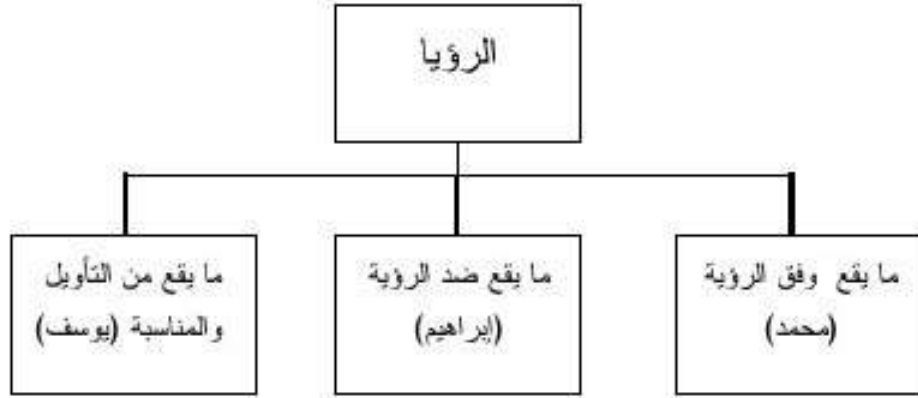 الرؤيا
ما يقع وفق الرؤية
(محمد)
ما يقع ضد الرؤية
(إبراهيم)
ما يقع من التأويل
والمناسبة (يوسف)